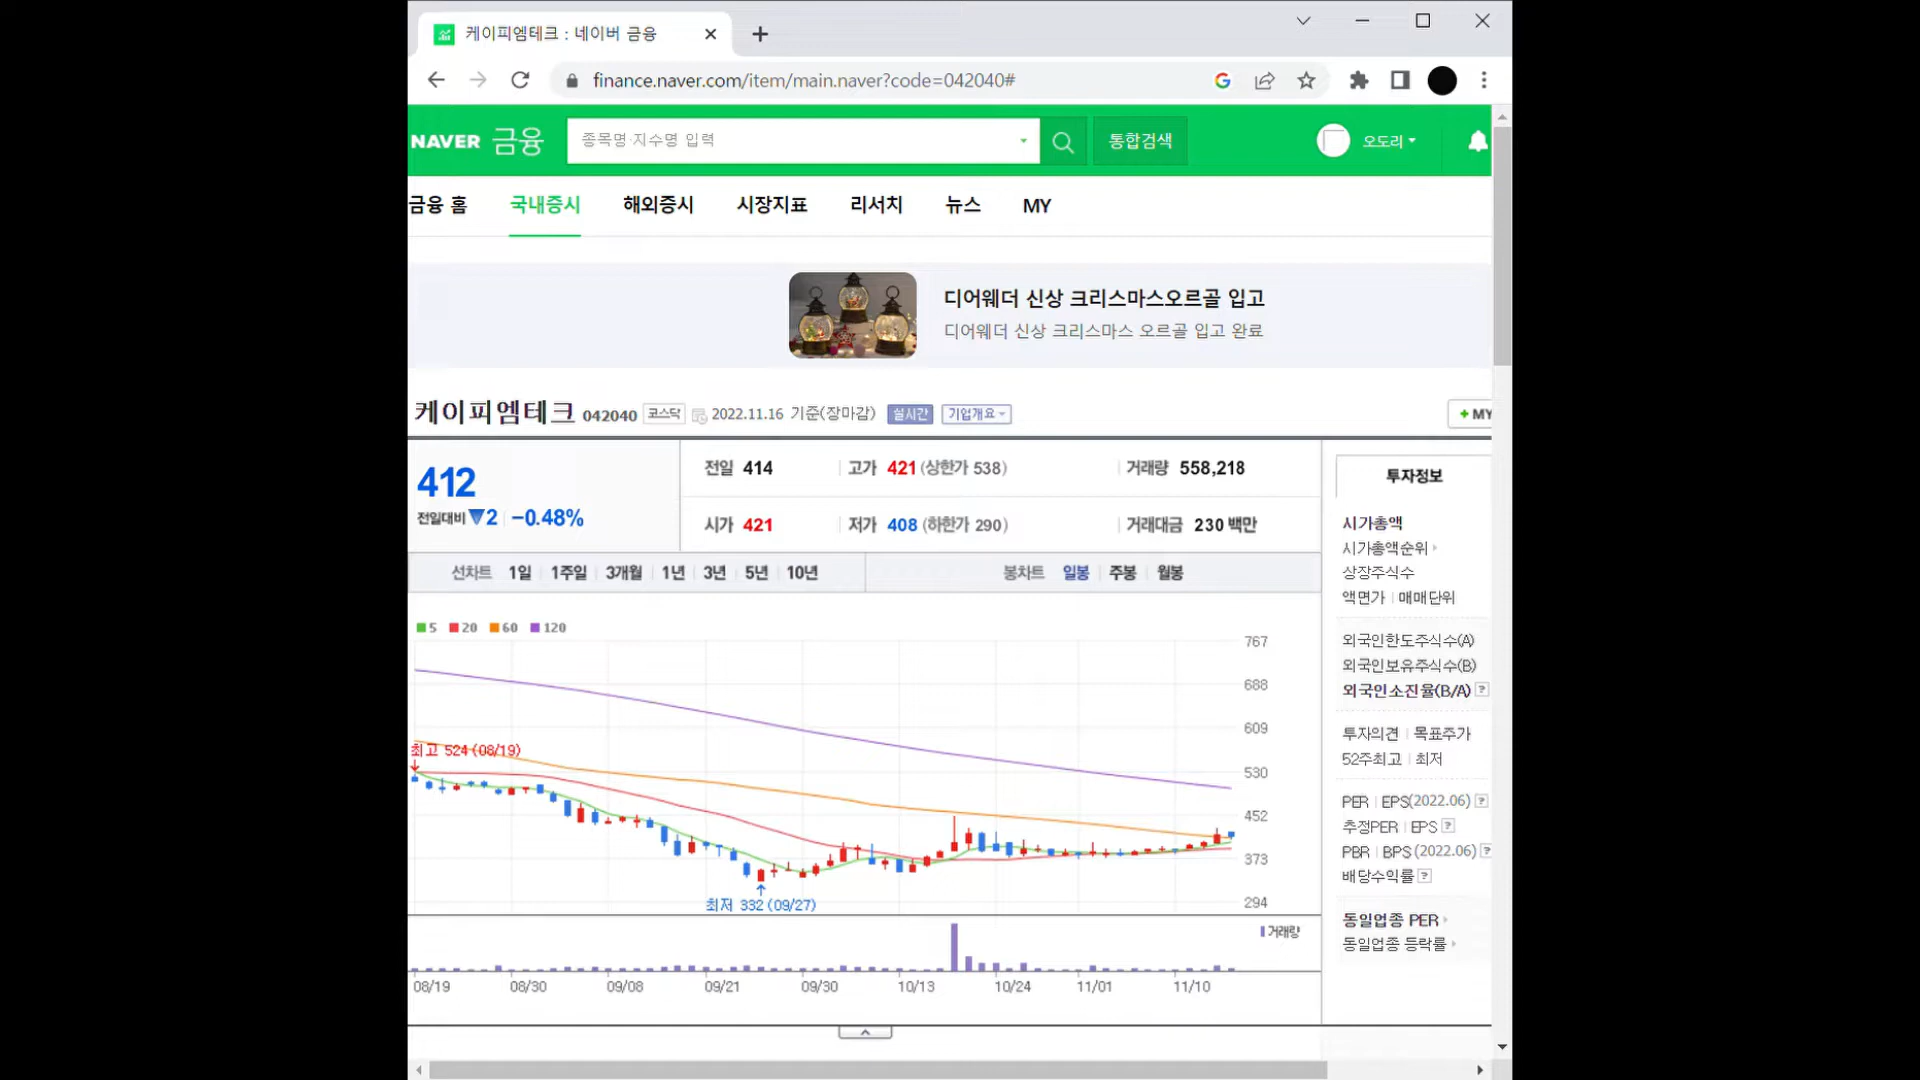 케이피엠테크 : 네이버 금융
finance.naver.com/item/main.naver?code=042040#
NAVER 금융 종목명·지수명 입력 통합검색 오도리
금융 홈 국내증시 해외증시 시장지표 리서치 뉴스 MY
디어웨더 신상 크리스마스오르골 입고
디어웨더 신상 크리스마스 오르골 입고 완료
케이피엠테크 042040 코스닥 2022.11.16 기준(장마감) 실시간 기업개요 + MY
412
전일대비 ▼2 -0.48%
전일 414 고가 421 (상한가 538) 거래량 558,218
시가 421 저가 408 (하한가 290) 거래대금 230 백만
선차트 1일 1주일 3개월 1년 3년 5년 10년 봉차트 일봉 주봉 월봉
5 20 60 120
767
688
609
530
452
373
294
최고 524 (08/19)
최저 332 (09/27)
거래량
08/19 08/30 09/08 09/21 09/30 10/13 10/24 11/01 11/10
투자정보
시가총액
시가총액순위
상장주식수
액면가 | 매매단위
외국인한도주식수(A)
외국인보유주식수(B)
외국인소진율(B/A) ?
투자의견 | 목표주가
52주최고 | 최저
PER | EPS(2022.06) ?
추정PER | EPS ?
PBR | BPS (2022.06) ?
배당수익률 ?
동일업종 PER
동일업종 등락률